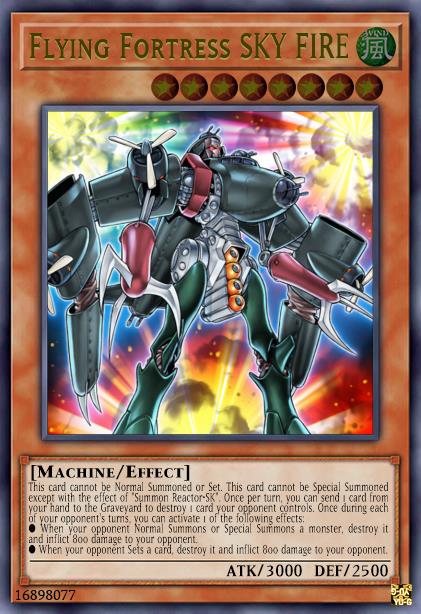 Flying Fortress SKY FIRE
WIND
風
[Machine/Effect]
This card cannot be Normal Summoned or Set. This card cannot be Special Summoned
except with the effect of "Summon Reactor・SK". Once per turn, you can send 1 card from
your hand to the Graveyard to destroy 1 card your opponent controls. Once during each
of your opponent's turns, you can activate 1 of the following effects:
● When your opponent Normal Summons or Special Summons a monster, destroy it
and inflict 800 damage to your opponent.
● When your opponent Sets a card, destroy it and inflict 800 damage to your opponent.
ATK/3000 DEF/2500
16898077